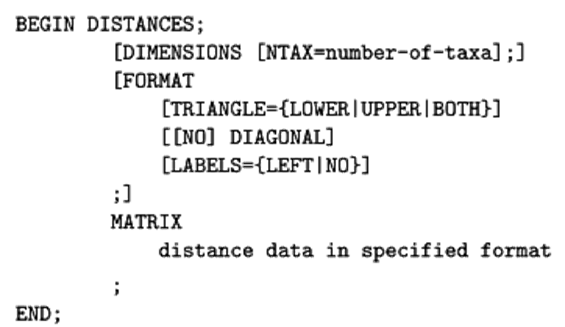 BEGIN DISTANCES;
[DIMENSIONS [NTAX=number-of-taxa];]
[FORMAT
[TRIANGLE={LOWER|UPPER|BOTH}]
[[NO] DIAGONAL]
[LABELS={LEFT|NO}]
;]
MATRIX
distance data in specified format
;
END;